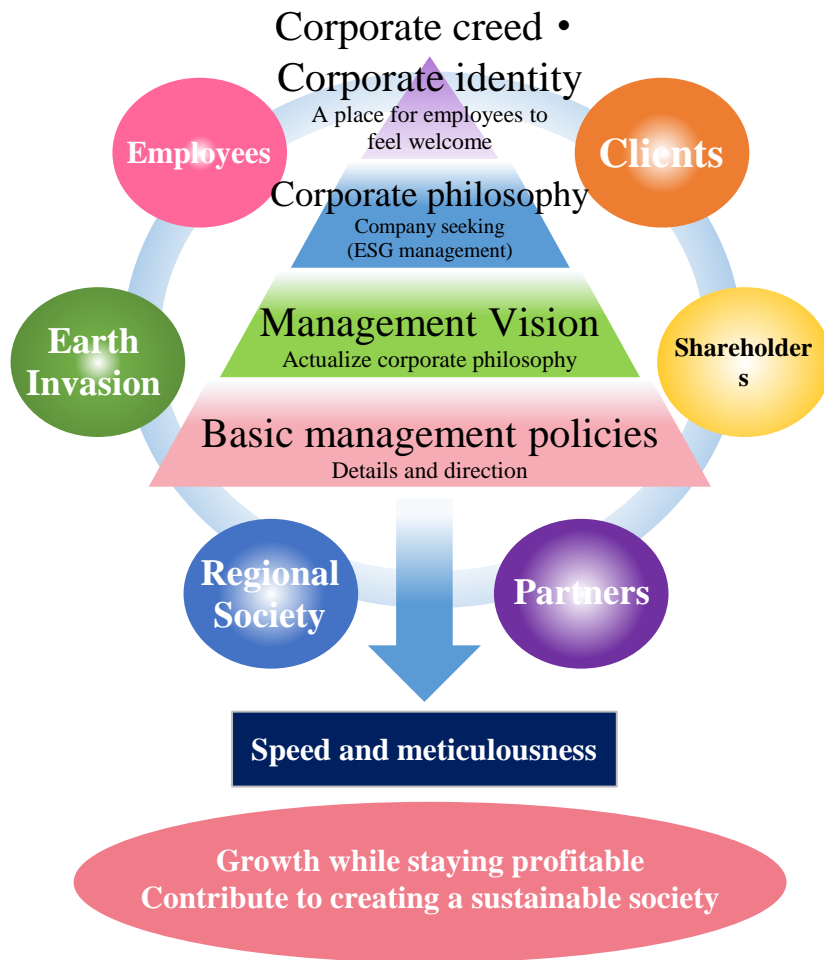 Corporate creed・
Corporate identity
A place for employees to
feel welcome
Employees
Clients
Corporate philosophy
Company seeking
(ESG management)
Earth
Invasion
Management Vision
Actualize corporate philosophy
Shareholder
s
Basic management policies
Details and direction
Regional
Society
Partners
Speed and meticulousness
Growth while staying profitable
Contribute to creating a sustainable society